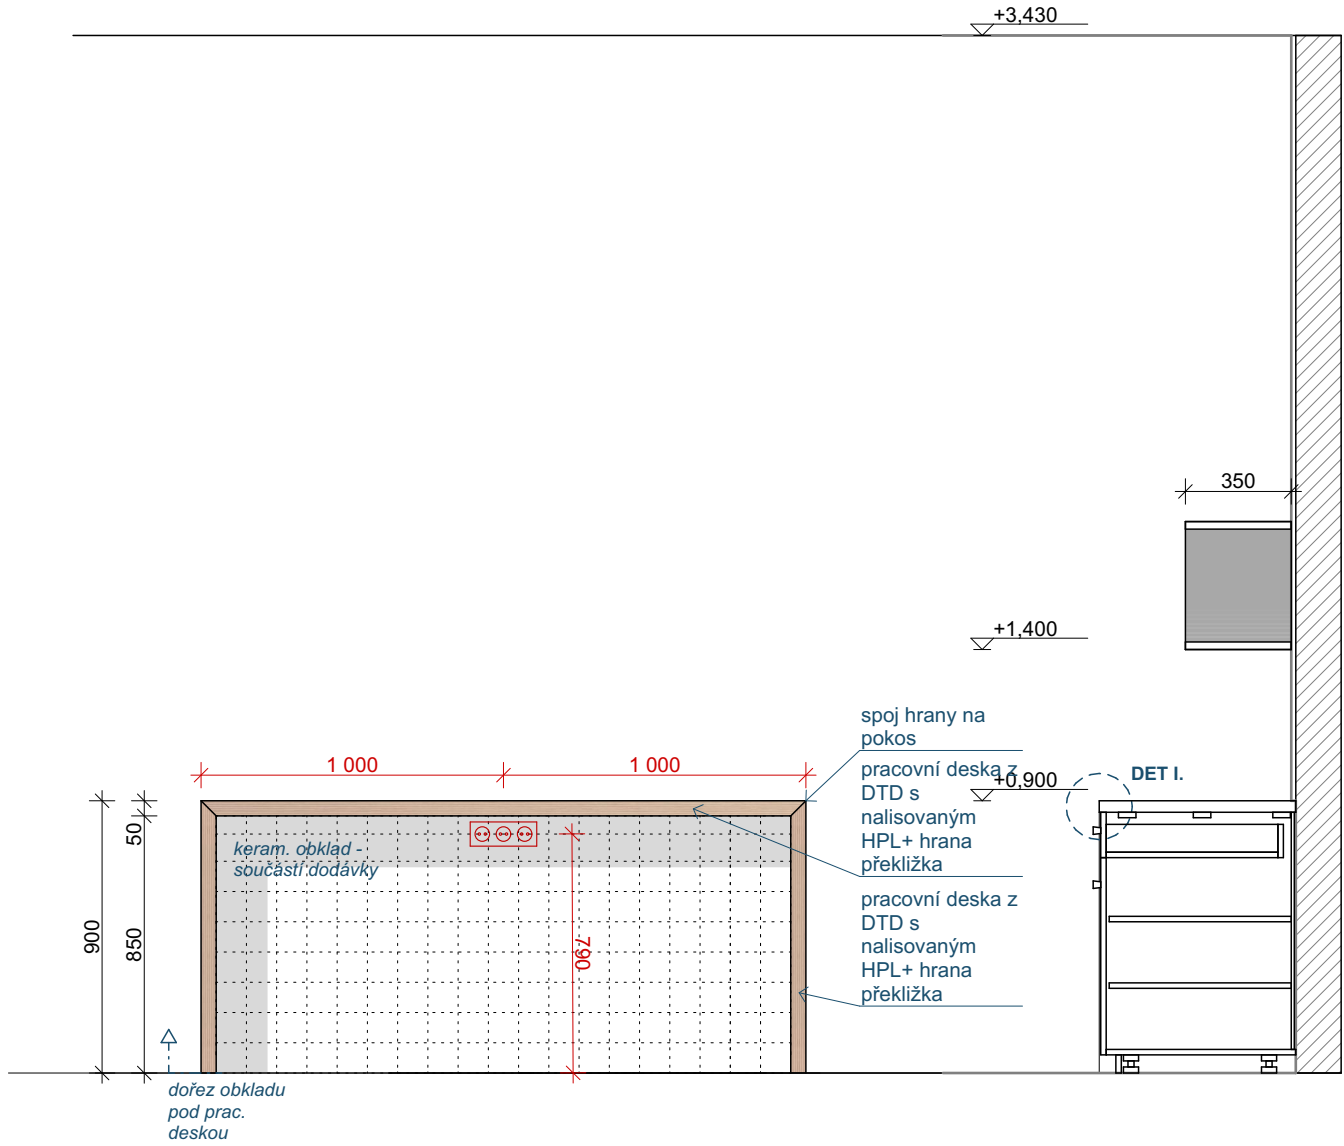 +3,430
350
+1,400
spoj hrany na
pokos
1 000
1 000
pracovní deska z
DTD s
nalisovaným
HPL+ hrana
překližka
+0,900
DET I.
50
keram. obklad -
součástí dodávky
900
850
790
pracovní deska z
DTD s
nalisovaným
HPL+ hrana
překližka
dořez obkladu
pod prac.
deskou